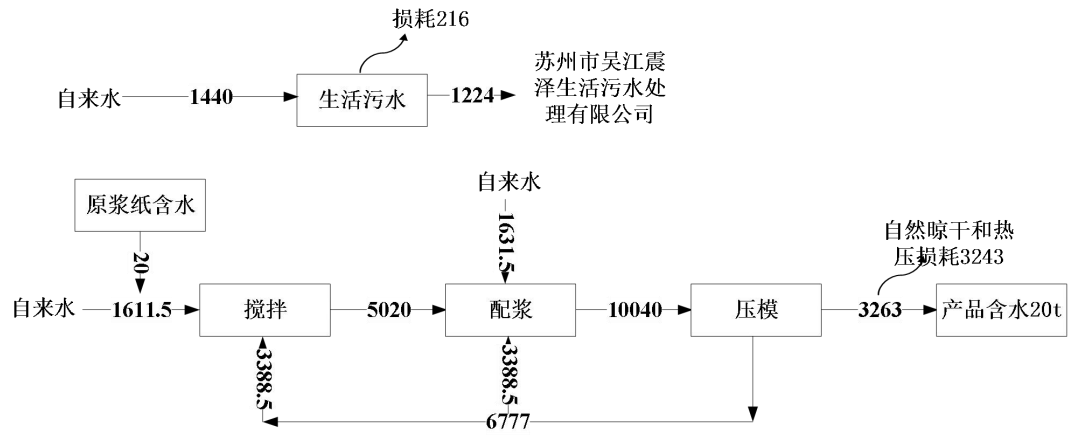 损耗216
自来水
1440
生活污水
1224
苏州市吴江震
泽生活污水处
理有限公司
原浆纸含水
20
自来水
1631.5
自然晾干和热
压损耗3243
自来水
1611.5
搅拌
5020
配浆
10040
压模
3263
产品含水20t
3388.5
3388.5
6777